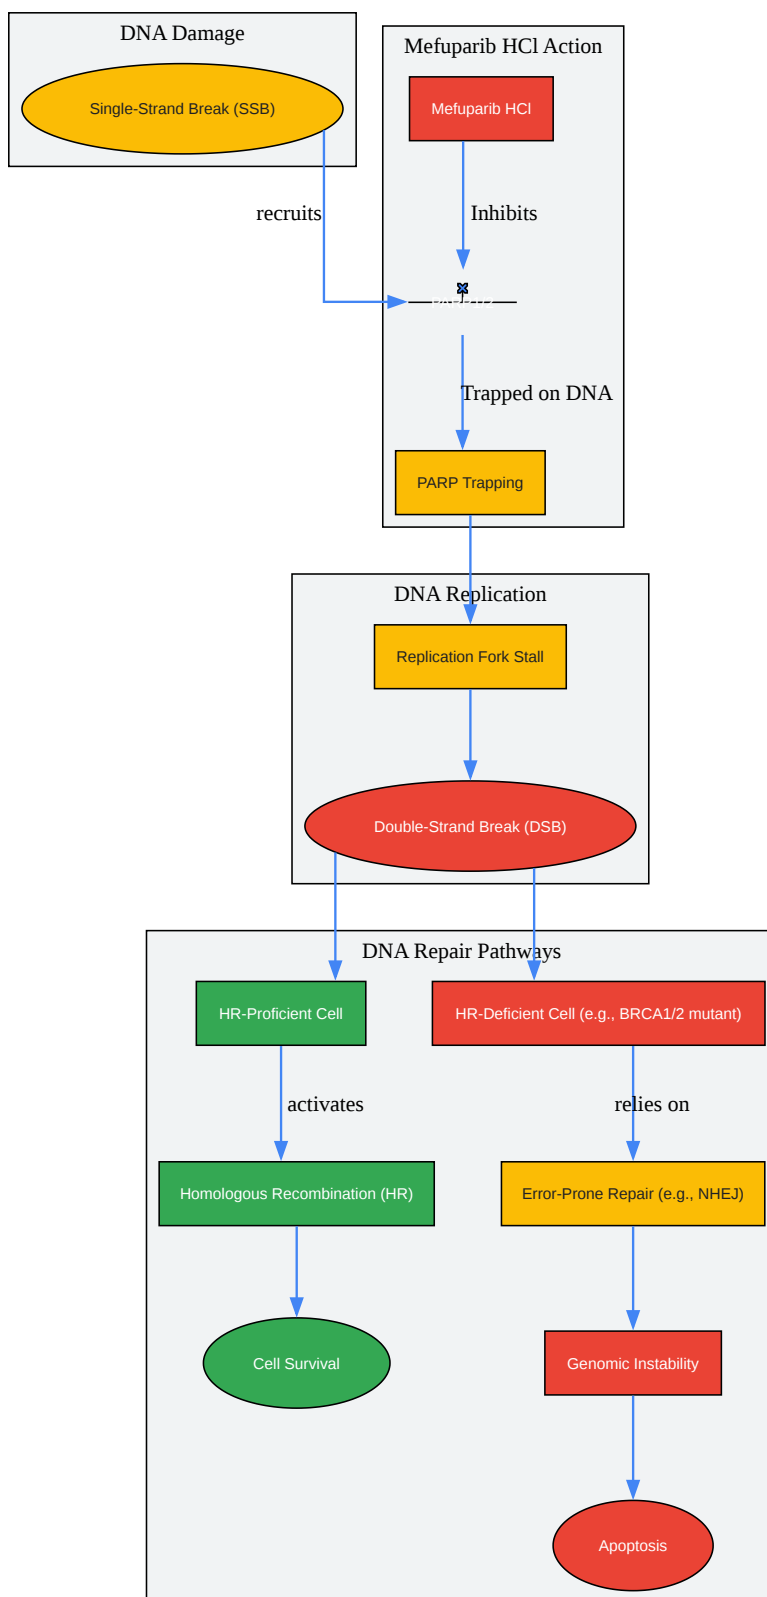 DNA Damage
Single-Strand Break (SSB)
recruits
Mefuparib HCl Action
Mefuparib HCl
Inhibits
Trapped on DNA
PARP Trapping
DNA Replication
Replication Fork Stall
Double-Strand Break (DSB)
DNA Repair Pathways
HR-Proficient Cell
HR-Deficient Cell (e.g., BRCA1/2 mutant)
activates
relies on
Homologous Recombination (HR)
Error-Prone Repair (e.g., NHEJ)
Cell Survival
Genomic Instability
Apoptosis